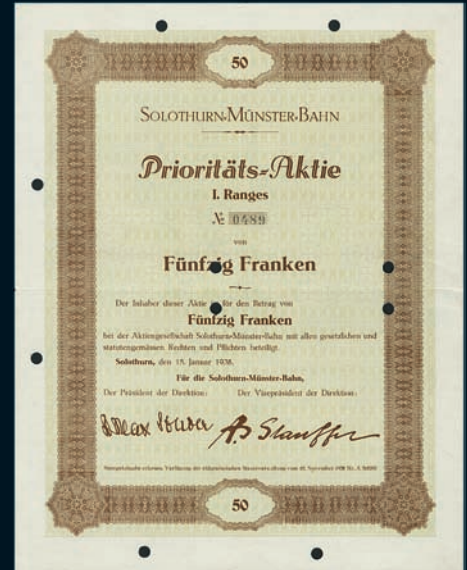 50
SOLOTHURN-MÜNSTER-BAHN
Prioritäts-Aktie
I. Ranges
№ 0489
von
Fünfzig Franken
Der Inhaber dieser Aktie ist für den Betrag von
Fünfzig Franken
bei der Aktiengesellschaft Solothurn-Münster-Bahn mit allen gesetzlichen und
statutengemässen Rechten und Pflichten beteiligt.
Solothurn, den 15. Januar 1938.
Für die Solothurn-Münster-Bahn,
Der Präsident der Direktion: Der Vizepräsident der Direktion:
Stauffer
50